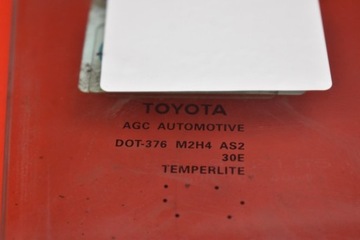 TOYOTA
AGC AUTOMOTIVE
DOT-376 M2H4 AS2
30E
TEMPERLITE